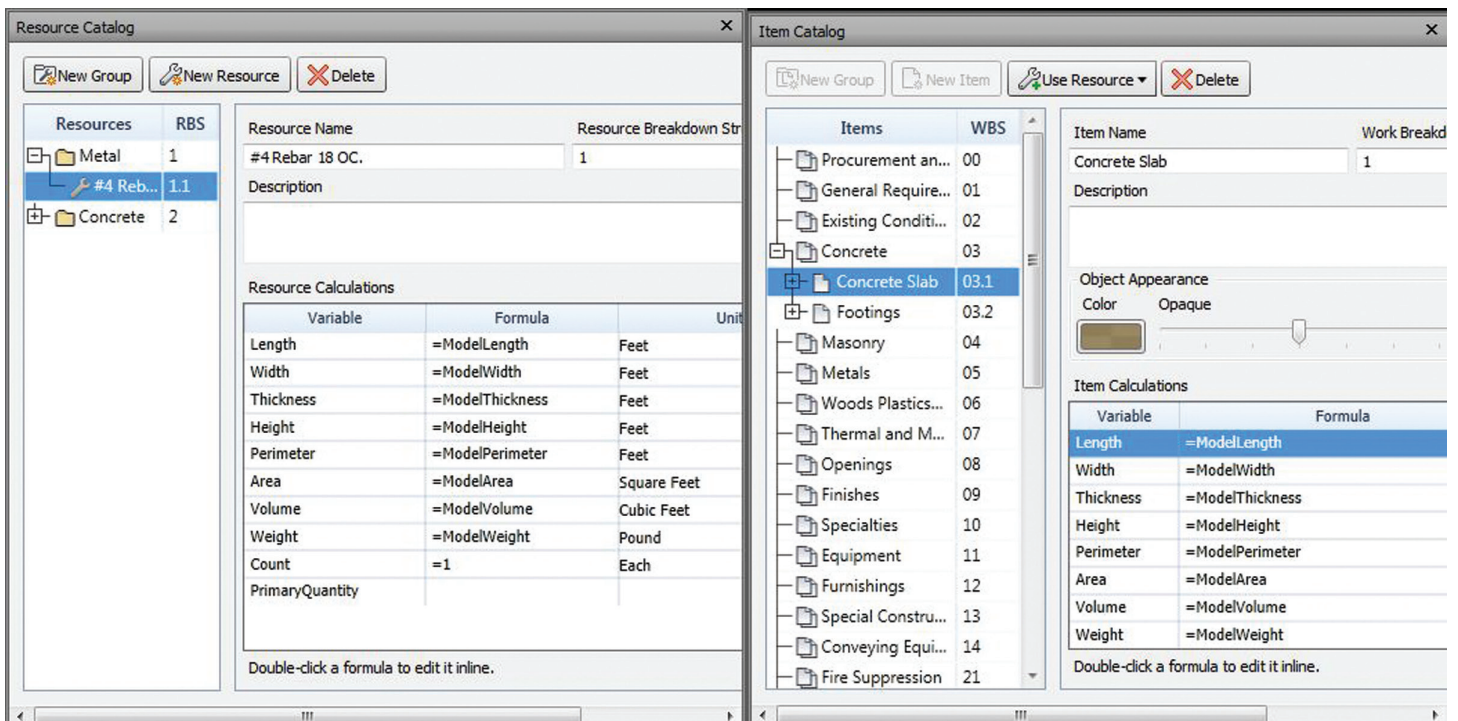 Resource Catalog
New Group New Resource Delete
Resources RBS
Metal 1
#4 Reb... 1.1
Concrete 2
Resource Name Resource Breakdown Str
#4 Rebar 18 OC. 1
Description
Resource Calculations
Variable Formula Unit
Length =ModelLength Feet
Width =ModelWidth Feet
Thickness =ModelThickness Feet
Height =ModelHeight Feet
Perimeter =ModelPerimeter Feet
Area =ModelArea Square Feet
Volume =ModelVolume Cubic Feet
Weight =ModelWeight Pound
Count =1 Each
PrimaryQuantity
Double-click a formula to edit it inline.
Item Catalog
New Group New Item Use Resource Delete
Items WBS
Procurement an... 00
General Require... 01
Existing Conditi... 02
Concrete 03
Concrete Slab 03.1
Footings 03.2
Masonry 04
Metals 05
Woods Plastics... 06
Thermal and M... 07
Openings 08
Finishes 09
Specialties 10
Equipment 11
Furnishings 12
Special Constru... 13
Conveying Equi... 14
Fire Suppression 21
Item Name Work Breakd
Concrete Slab 1
Description
Object Appearance
Color Opaque
Item Calculations
Variable Formula
Length =ModelLength
Width =ModelWidth
Thickness =ModelThickness
Height =ModelHeight
Perimeter =ModelPerimeter
Area =ModelArea
Volume =ModelVolume
Weight =ModelWeight
Double-click a formula to edit it inline.